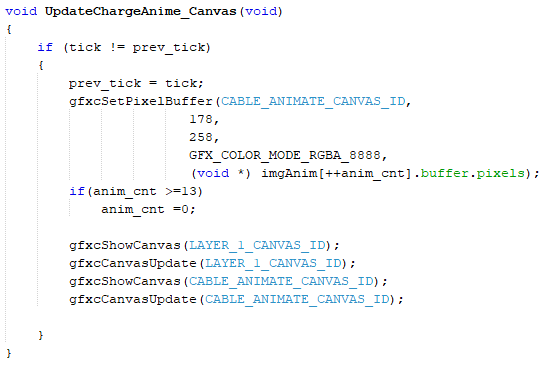 void UpdateChargeAnime_Canvas(void)
{
    if (tick != prev_tick)
    {
        prev_tick = tick;
        gfxcSetPixelBuffer(CABLE_ANIMATE_CANVAS_ID,
                       178,
                       258,
                       GFX_COLOR_MODE_RGBA_8888,
                       (void *) imgAnim[++anim_cnt].buffer.pixels);
        if(anim_cnt >=13)
            anim_cnt =0;

        gfxcShowCanvas(LAYER_1_CANVAS_ID);
        gfxcCanvasUpdate(LAYER_1_CANVAS_ID);
        gfxcShowCanvas(CABLE_ANIMATE_CANVAS_ID);
        gfxcCanvasUpdate(CABLE_ANIMATE_CANVAS_ID);

    }
}